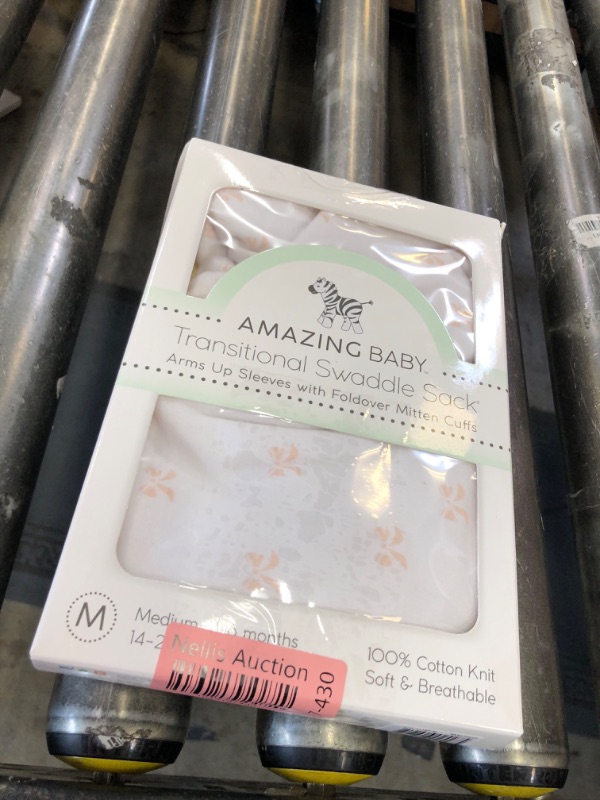 AMAZING BABY
Transitional Swaddle Sack
Arms Up Sleeves with Foldover Mitten Cuffs
M
Medium months
14-2
100% Cotton Knit
Soft & Breathable
Nellis Auction
1430